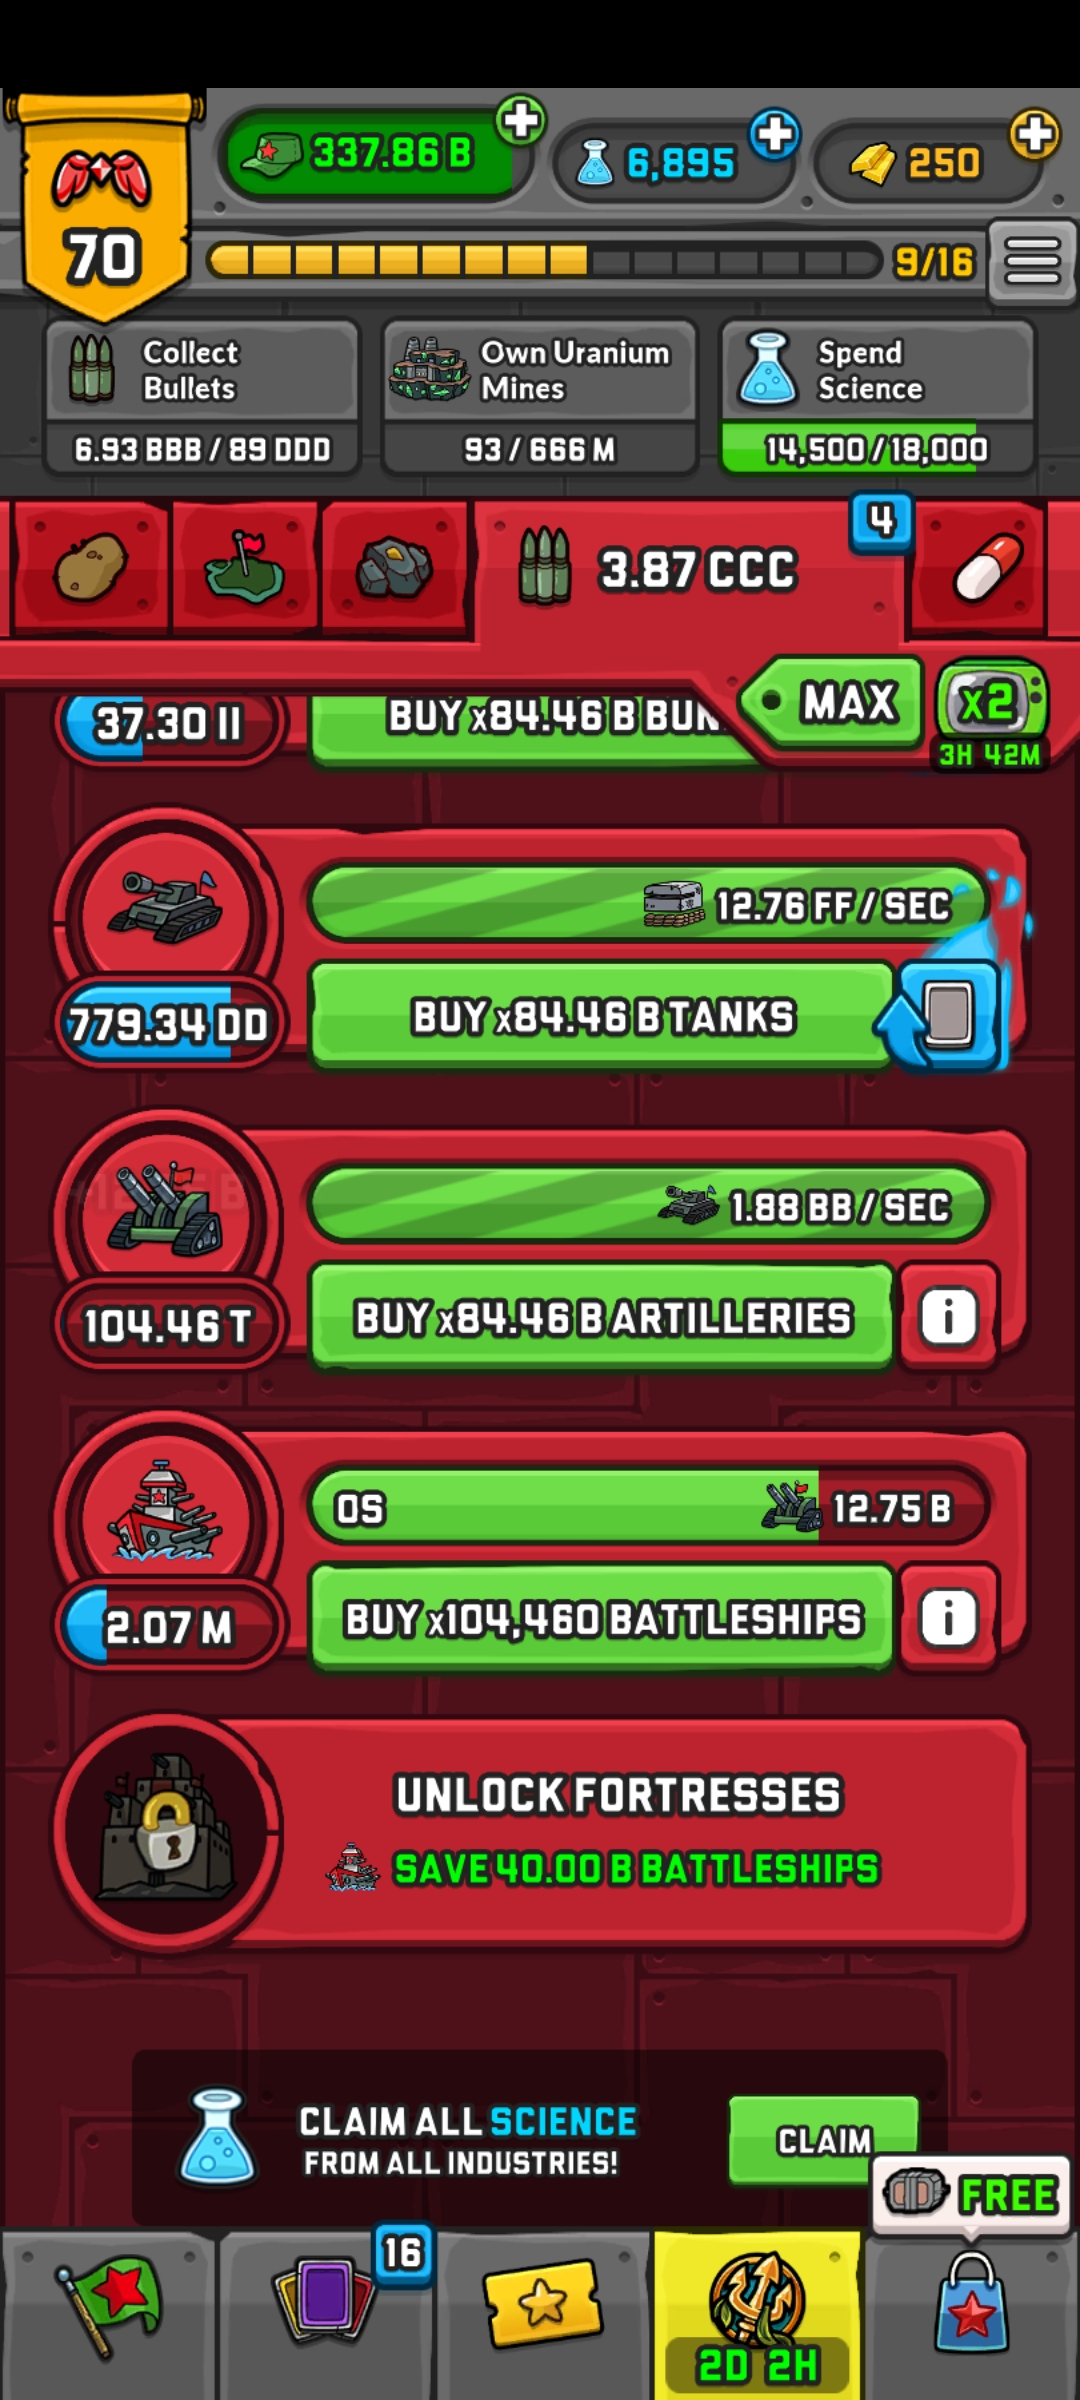 337.86 B
6,895
250
70
9/16
Collect
Bullets
6.93 BBB / 89 DDD
Own Uranium
Mines
93 / 666 M
Spend
Science
14,500/18,000
3.87 CCC
4
MAX
x2
3H 42M
37.30 II
BUY x84.46 B BUN
12.76 FF / SEC
779.34 DD
BUY x84.46 B TANKS
1.88 BB / SEC
104.46 T
BUY x84.46 B ARTILLERIES
i
0S
12.75 B
2.07 M
BUY x104,460 BATTLESHIPS
i
UNLOCK FORTRESSES
SAVE 40.00 B BATTLESHIPS
CLAIM ALL SCIENCE
FROM ALL INDUSTRIES!
CLAIM
FREE
16
2D 2H